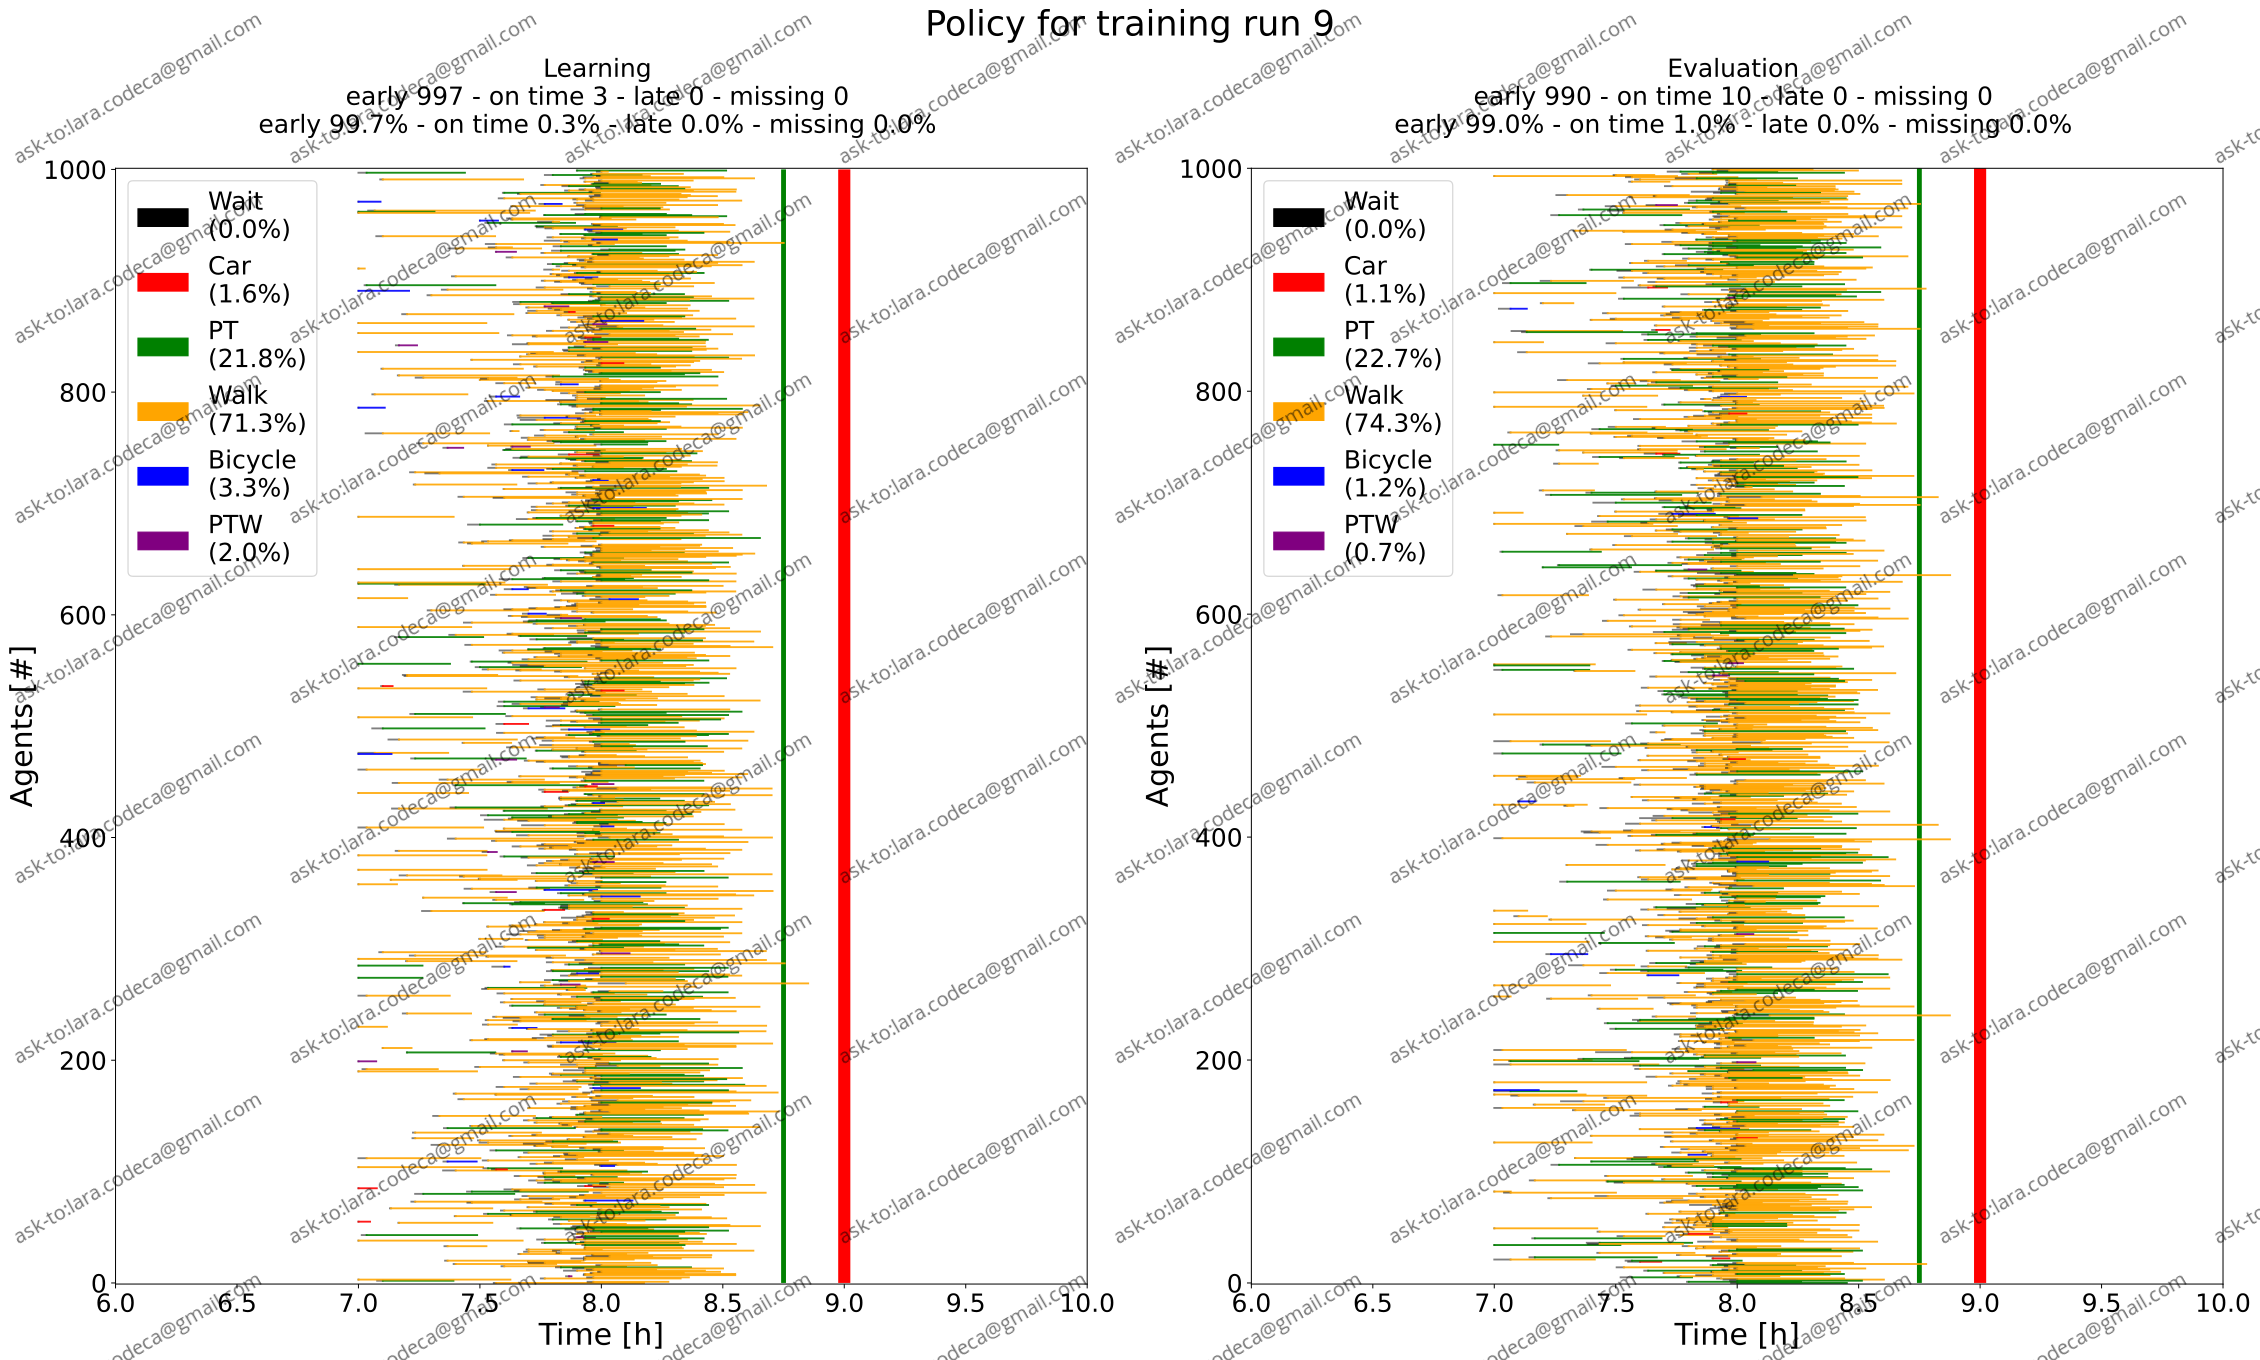 Policy for training run 9
Learning
early 997 - on time 3 - late 0 - missing 0
early 99.7% - on time 0.3% - late 0.0% - missing 0.0%
1000
800
600
400
200
0
Agents [#]
Wait
(0.0%)
Car
(1.6%)
PT
(21.8%)
Walk
(71.3%)
Bicycle
(3.3%)
PTW
(2.0%)
6.0 6.5 7.0 7.5 8.0 8.5 9.0 9.5 10.0
Time [h]
Evaluation
early 990 - on time 10 - late 0 - missing 0
early 99.0% - on time 1.0% - late 0.0% - missing 0.0%
1000
800
600
400
200
0
Agents [#]
Wait
(0.0%)
Car
(1.1%)
PT
(22.7%)
Walk
(74.3%)
Bicycle
(1.2%)
PTW
(0.7%)
6.0 6.5 7.0 7.5 8.0 8.5 9.0 9.5 10.0
Time [h]
ask-to:lara.codeca@gmail.com